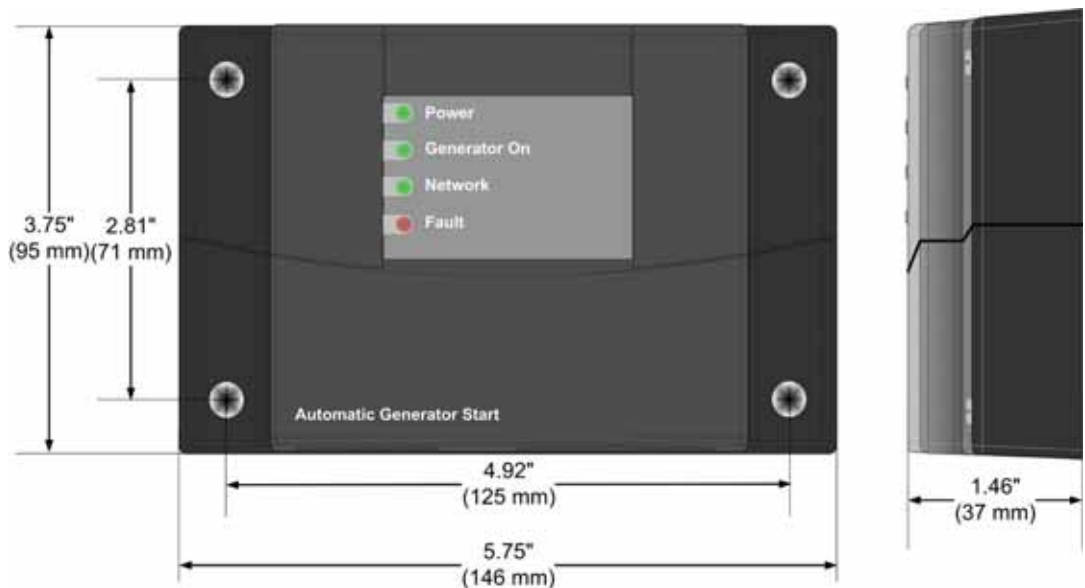 Power
Generator On
Network
Fault
3.75"
(95 mm)
2.81"
(71 mm)
Automatic Generator Start
4.92"
(125 mm)
1.46"
(37 mm)
5.75"
(146 mm)